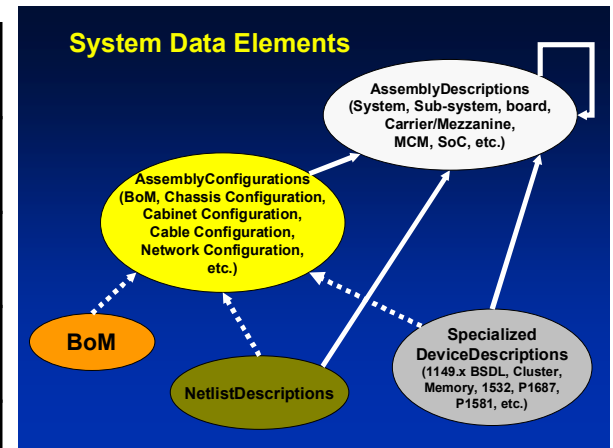 System Data Elements
AssemblyDescriptions
(System, Sub-system, board,
Carrier/Mezzanine,
MCM, SoC, etc.)
AssemblyConfigurations
(BoM, Chassis Configuration,
Cabinet Configuration,
Cable Configuration,
Network Configuration,
etc.)
BoM
NetlistDescriptions
Specialized
DeviceDescriptions
(1149.x BSDL, Cluster,
Memory, 1532, P1687,
P1581, etc.)